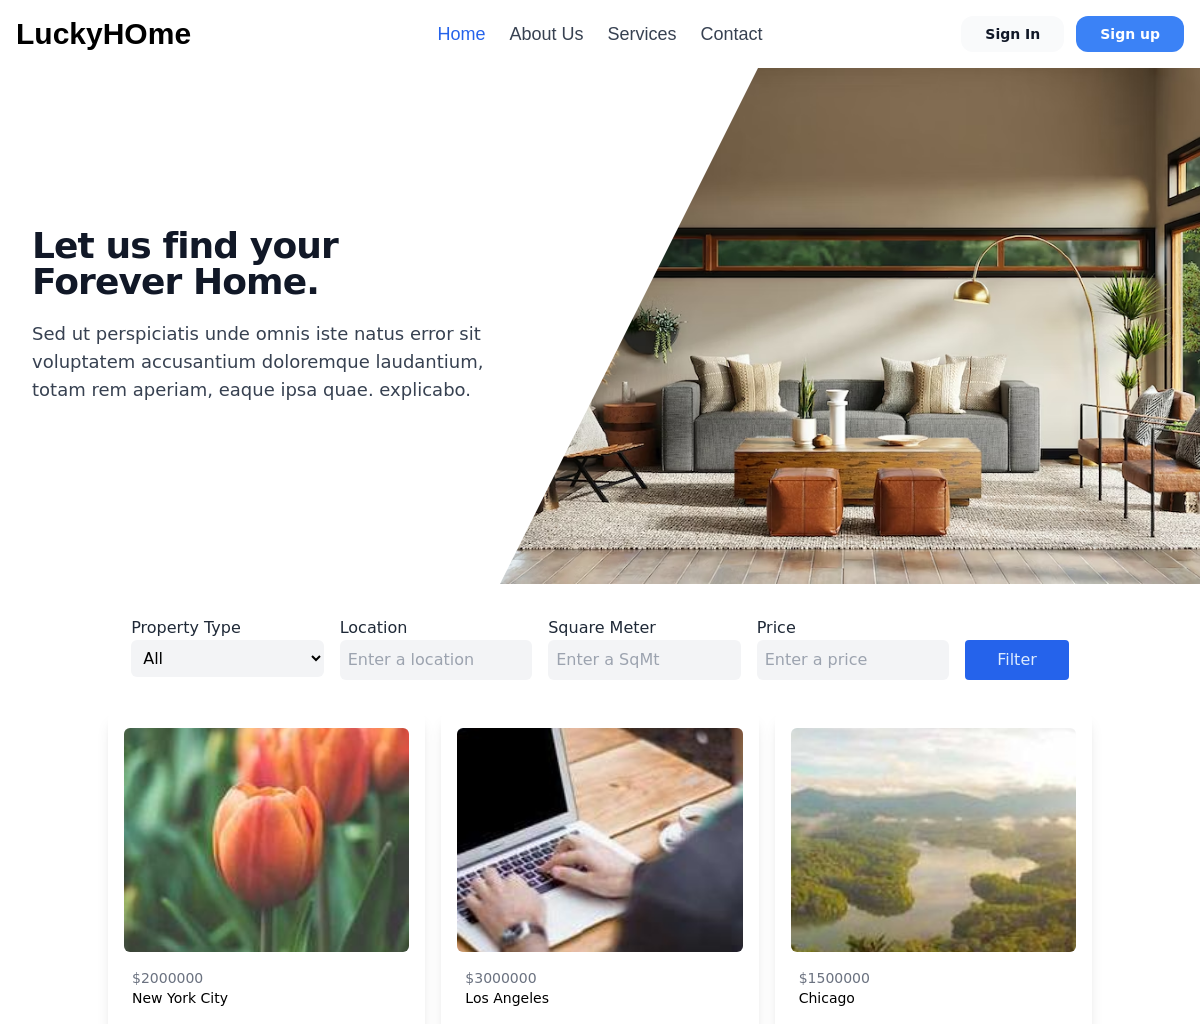 LuckyHOme
Home
About Us
Services
Contact
Sign In
Sign up
Let us find your
Forever Home.
Sed ut perspiciatis unde omnis iste natus error sit
voluptatem accusantium doloremque laudantium,
totam rem aperiam, eaque ipsa quae. explicabo.
Property Type
Location
Square Meter
Price
All
Enter a location
Enter a SqMt
Enter a price
Filter
$2000000
New York City
$3000000
Los Angeles
$1500000
Chicago